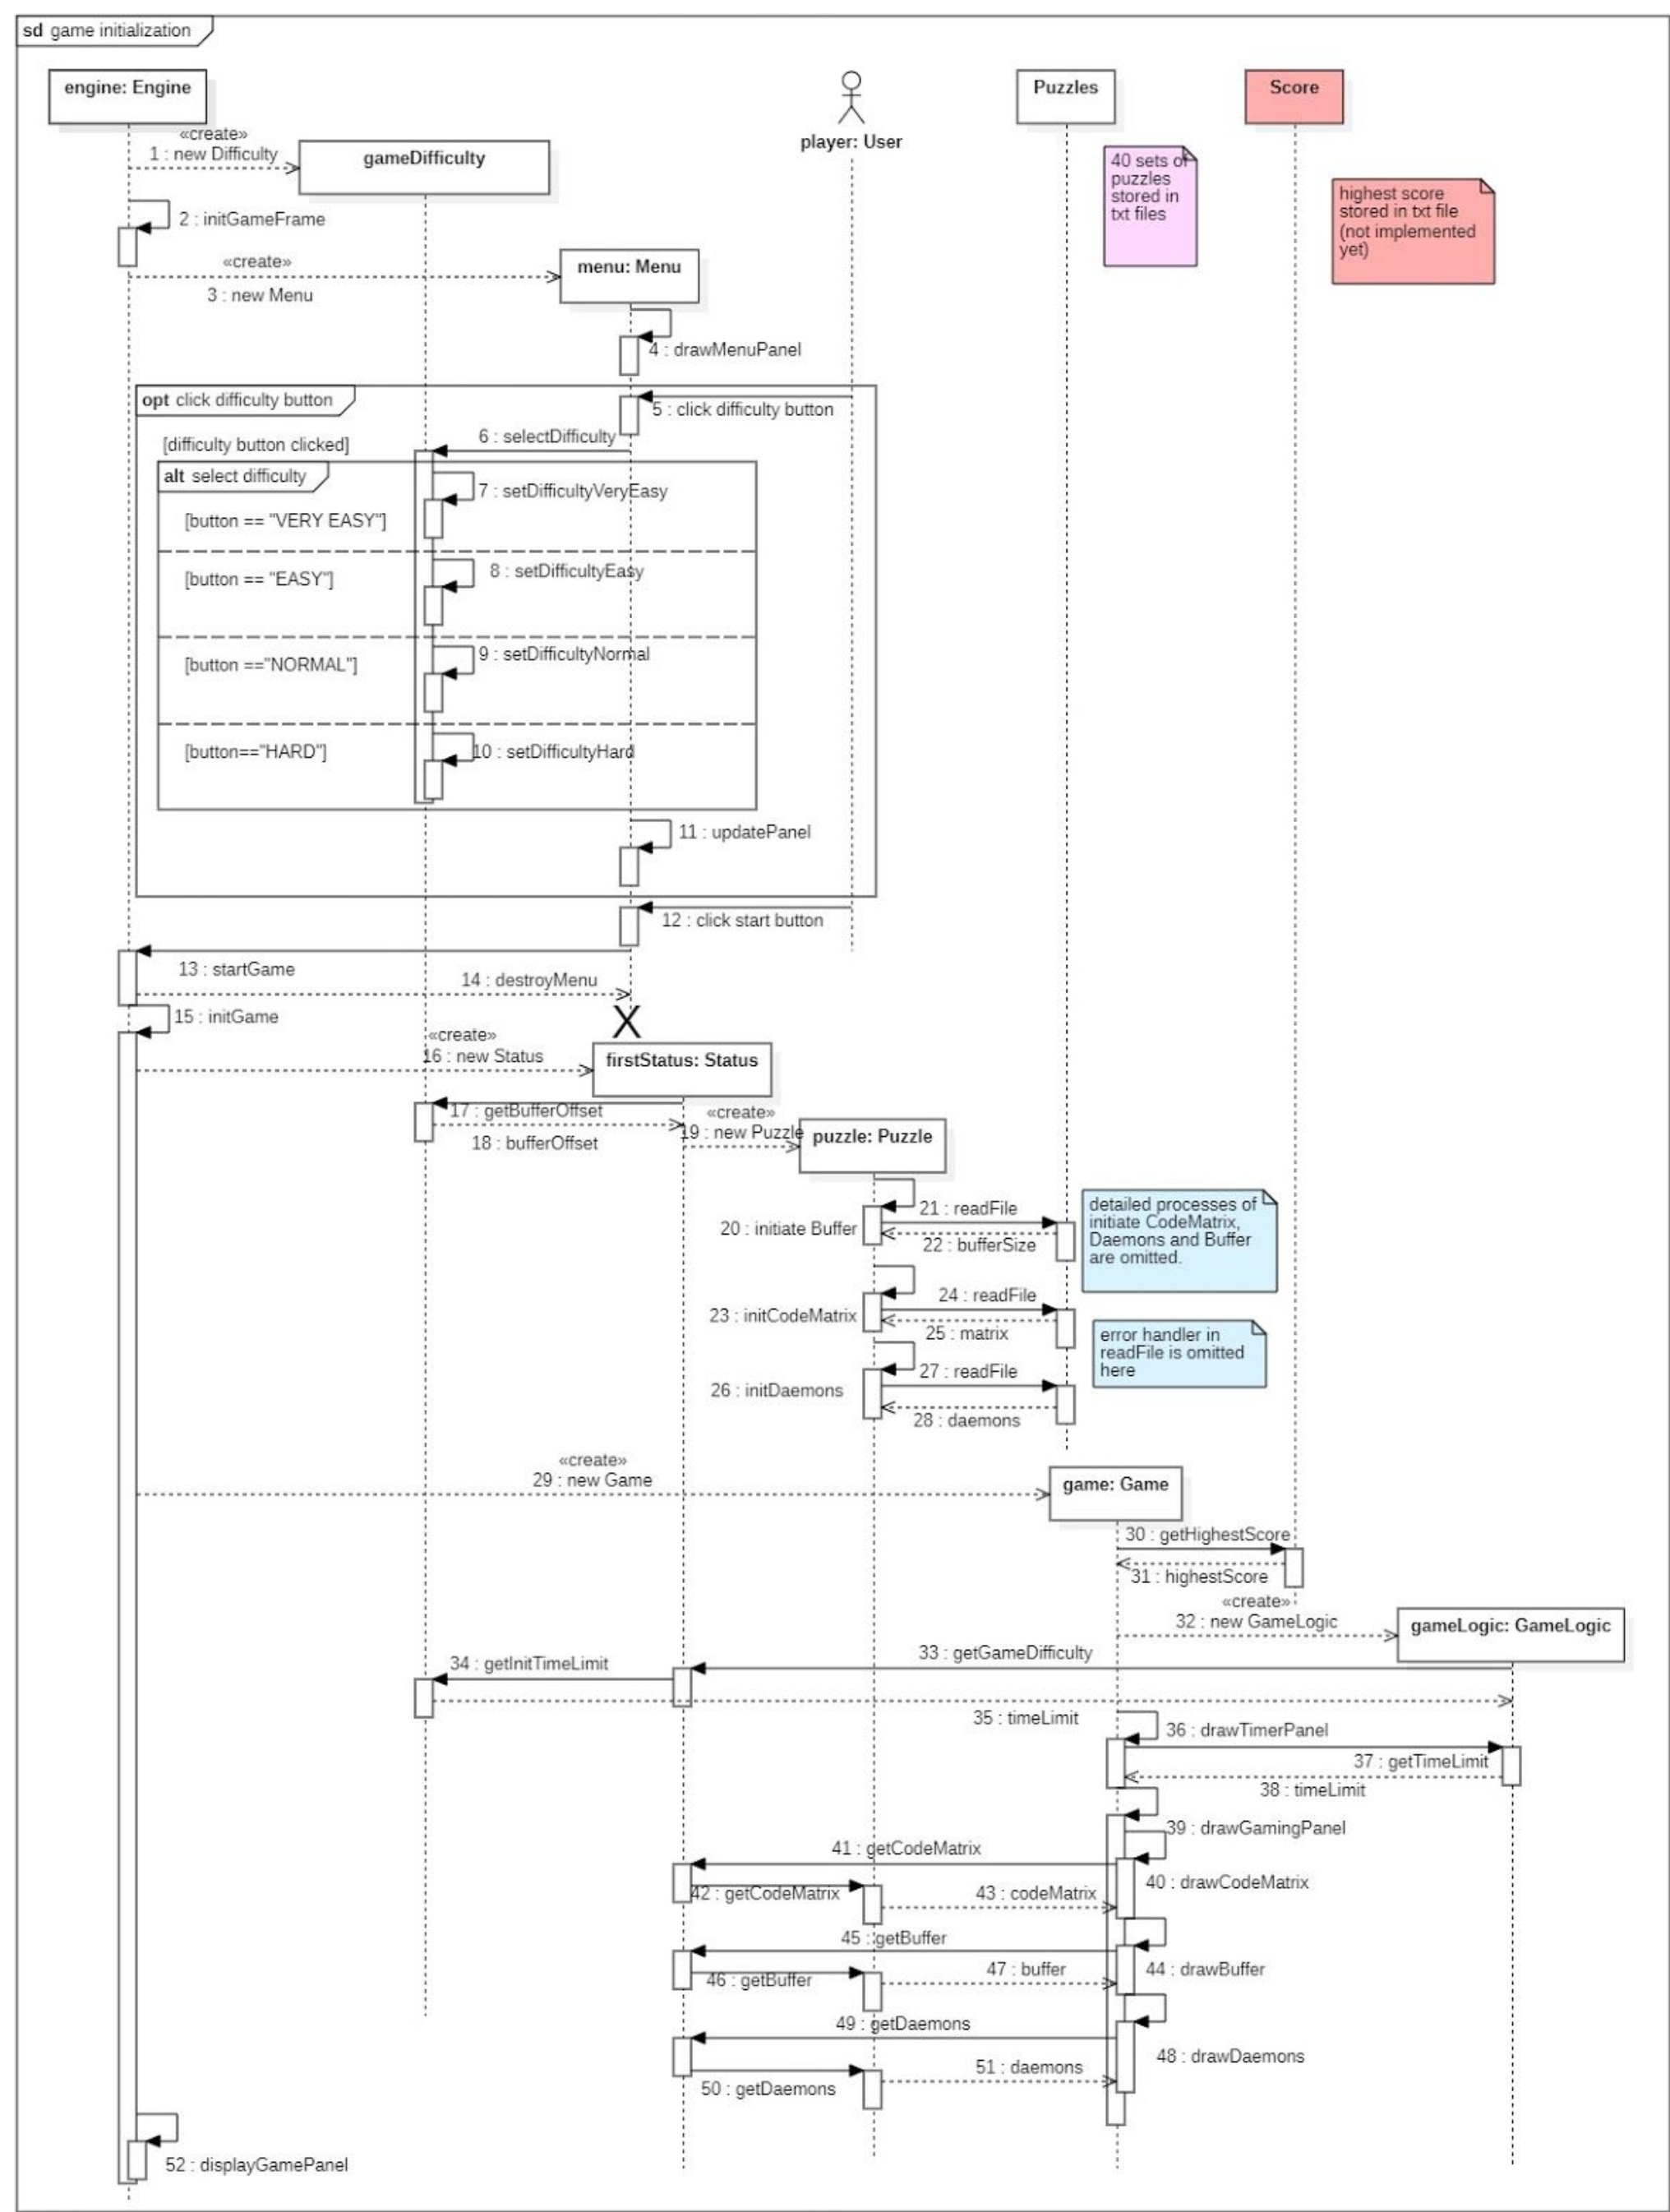 sd game initialization
engine: Engine
player: User
Puzzles
Score
«create»
1 : new Difficulty
gameDifficulty
40 sets of
puzzles
stored in
txt files
highest score
stored in txt file
(not implemented
yet)
2 : initGameFrame
«create»
3 : new Menu
menu: Menu
4 : drawMenuPanel
opt click difficulty button
5 : click difficulty button
[difficulty button clicked]
6 : selectDifficulty
alt select difficulty
7 : setDifficultyVeryEasy
[button == "VERY EASY"]
8 : setDifficultyEasy
[button == "EASY"]
9 : setDifficultyNormal
[button =="NORMAL"]
10 : setDifficultyHard
[button=="HARD"]
11 : updatePanel
12 : click start button
13 : startGame
14 : destroyMenu
15 : initGame
X
«create»
16 : new Status
firstStatus: Status
17 : getBufferOffset
18 : bufferOffset
«create»
19 : new Puzzle
puzzle: Puzzle
20 : initiate Buffer
21 : readFile
22 : bufferSize
detailed processes of
initiate CodeMatrix,
Daemons and Buffer
are omitted.
23 : initCodeMatrix
24 : readFile
25 : matrix
error handler in
readFile is omitted
here
26 : initDaemons
27 : readFile
28 : daemons
«create»
29 : new Game
game: Game
30 : getHighestScore
31 : highestScore
«create»
32 : new GameLogic
gameLogic: GameLogic
33 : getGameDifficulty
34 : getInitTimeLimit
35 : timeLimit
36 : drawTimerPanel
37 : getTimeLimit
38 : timeLimit
39 : drawGamingPanel
40 : drawCodeMatrix
41 : getCodeMatrix
42 : getCodeMatrix
43 : codeMatrix
44 : drawBuffer
45 : getBuffer
46 : getBuffer
47 : buffer
48 : drawDaemons
49 : getDaemons
50 : getDaemons
51 : daemons
52 : displayGamePanel